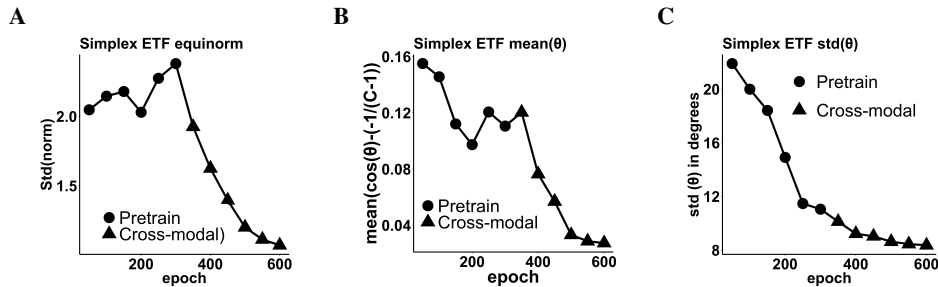 A
Simplex ETF equinorm
Std(norm)
2.0
1.5
Pretrain
Cross-modal)
200
400
600
epoch
B
Simplex ETF mean(θ)
mean(cos(θ)-(-1/(C-1))
0.16
0.12
0.08
0.04
Pretrain
Cross-modal
200
400
600
epoch
C
Simplex ETF std(θ)
std (θ) in degrees
20
16
12
8
Pretrain
Cross-modal
200
400
600
epoch